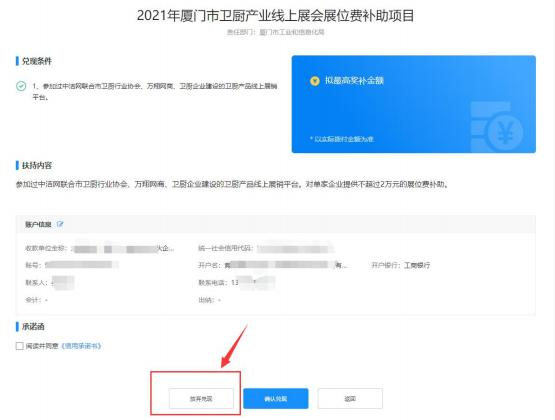 2021年厦门市卫厨产业线上展会展位费补助项目
责任部门：厦门市工业和信息化局
兑现条件
1、参加过中洁网联合市卫厨行业协会、万翔网商、卫厨企业建设的卫厨产品线上展销
平台。
拟最高奖补金额
*以实际拨付金额为准
扶持内容
参加过中洁网联合市卫厨行业协会、万翔网商、卫厨企业建设的卫厨产品线上展销平台。对单家企业提供不超过2万元的展位费补助。
账户信息
收款单位全称： 火企... 统一社会信用代码：
账号： 开户名： 有... 开户银行：工商银行
联系人： 联系电话：13
会计：- 出纳：-
承诺函
阅读并同意《信用承诺书》
放弃兑现 确认兑现 返回